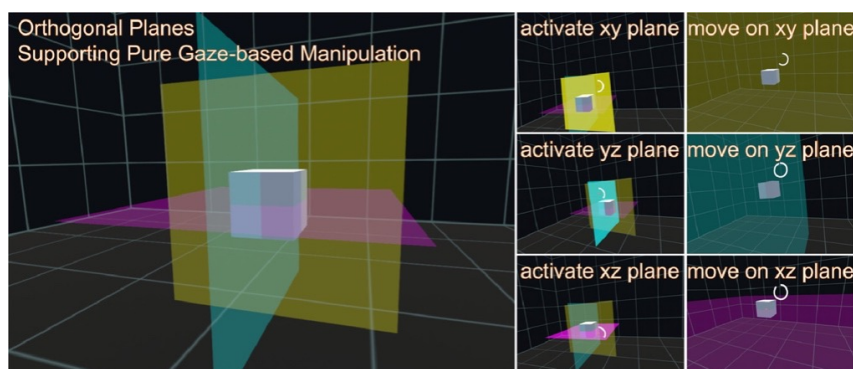 Orthogonal Planes
Supporting Pure Gaze-based Manipulation
activate xy plane
move on xy plane
activate yz plane
move on yz plane
activate xz plane
move on xz plane